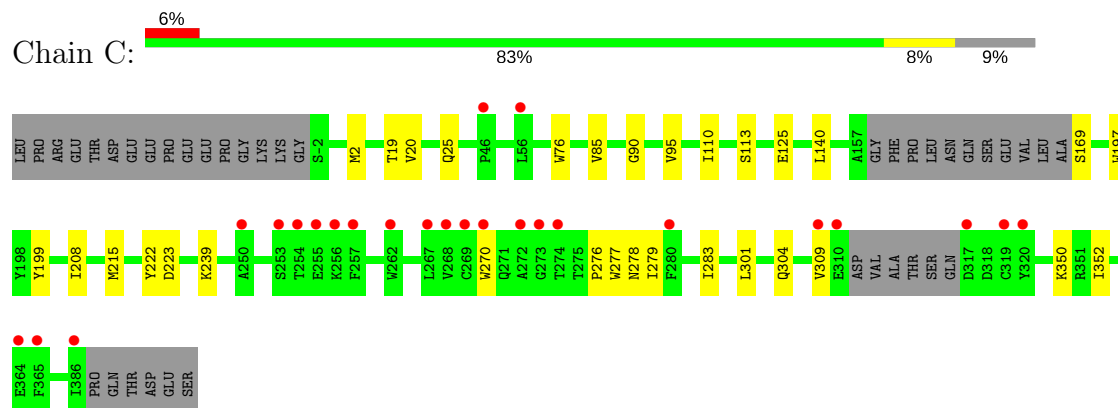 6%
Chain C:
83% 8% 9%
LEU PRO ARG GLU THR ASP GLU GLU PRO GLU GLU PRO GLY LYS LYS GLY S-2 M2 T19 V20 Q25 P46 L56 W76 V85 G90 V95 I110 S113 E125 L140 A157 GLY PHE PRO LEU ASN GLN SER GLU VAL LEU ALA S169
Y198 Y199 I208 M215 Y222 D223 K239 A250 S253 T254 E255 K256 F257 W262 L267 V268 C269 W270 Q271 A272 G273 T274 T275 P276 W277 N278 I279 F280 I283 L301 Q304 V309 E310 ASP VAL ALA THR SER GLN D317 D318 C319 Y320 K350 R351 I352
E364 F365 I386 PRO GLN THR ASP GLU SER